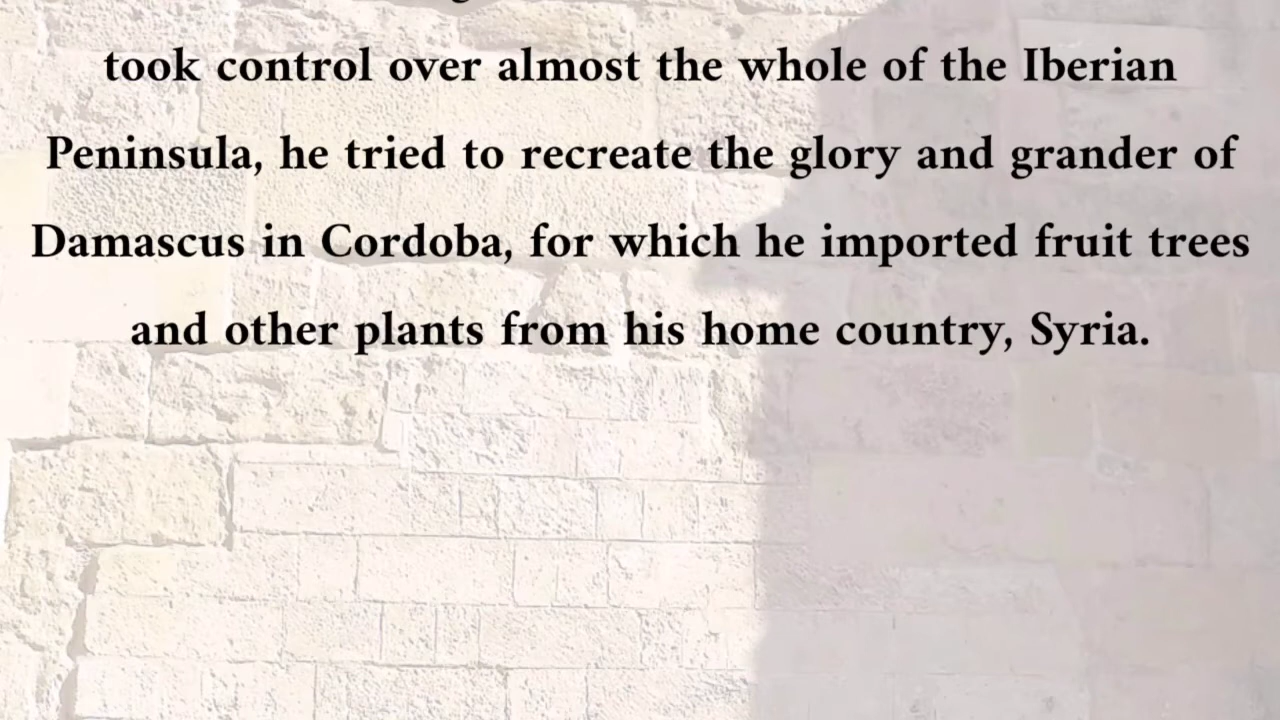 took control over almost the whole of the Iberian
Peninsula, he tried to recreate the glory and grander of
Damascus in Cordoba, for which he imported fruit trees
and other plants from his home country, Syria.